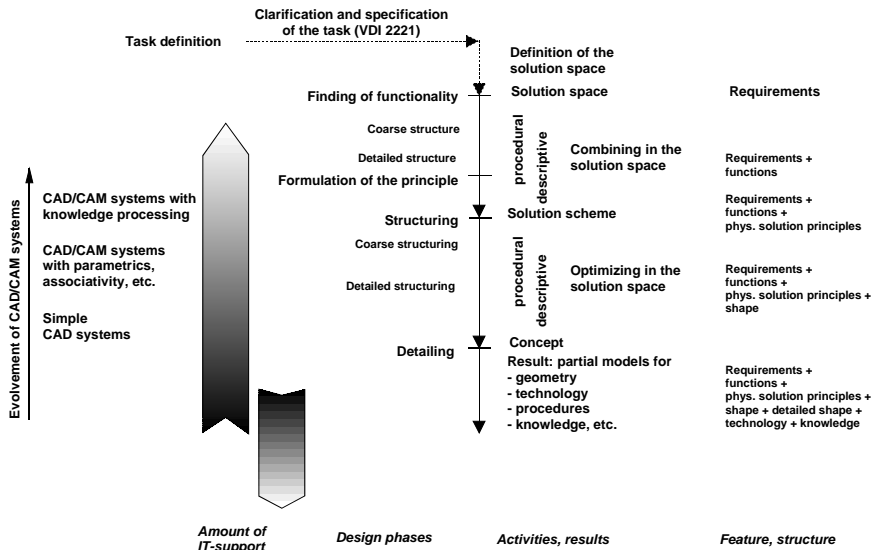 Clarification and specification
of the task (VDI 2221)
Task definition
Definition of the
solution space
Finding of functionality
Solution space
Requirements
Coarse structure
Detailed structure
procedural
descriptive
Combining in the
solution space
Requirements +
functions
Formulation of the principle
CAD/CAM systems with
knowledge processing
Requirements +
functions +
phys. solution principles
Structuring
Solution scheme
Coarse structuring
CAD/CAM systems
with parametrics,
associativity, etc.
Detailed structuring
procedural
descriptive
Optimizing in the
solution space
Requirements +
functions +
phys. solution principles +
shape
Simple
CAD systems
Evolvement of CAD/CAM systems
Detailing
Concept
Result: partial models for
- geometry
- technology
- procedures
- knowledge, etc.
Requirements +
functions +
phys. solution principles +
shape + detailed shape +
technology + knowledge
Amount of
IT-support
Design phases
Activities, results
Feature, structure